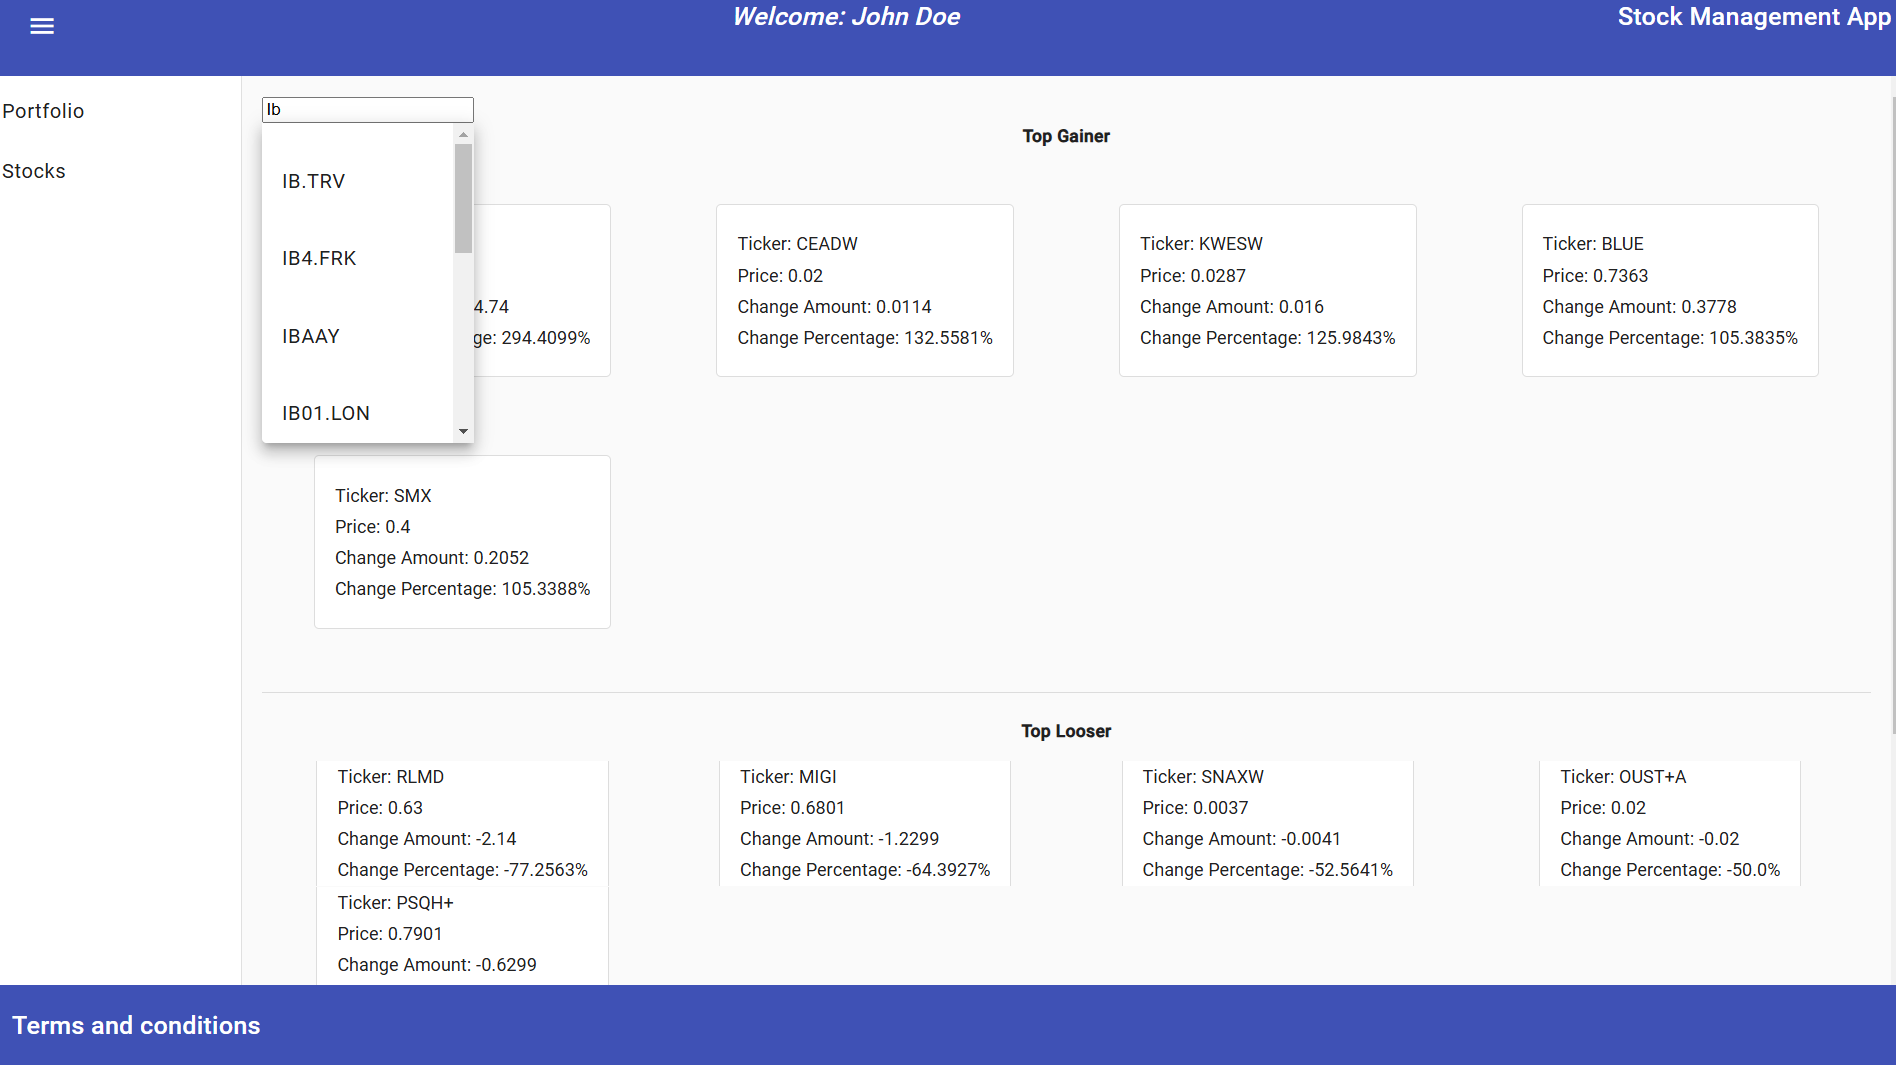 Welcome: John Doe
Stock Management App
Portfolio
Stocks
Ib
IB.TRV
IB4.FRK
IBAAY
IB01.LON
Top Gainer
4.74
ge: 294.4099%
Ticker: CEADW
Price: 0.02
Change Amount: 0.0114
Change Percentage: 132.5581%
Ticker: KWESW
Price: 0.0287
Change Amount: 0.016
Change Percentage: 125.9843%
Ticker: BLUE
Price: 0.7363
Change Amount: 0.3778
Change Percentage: 105.3835%
Ticker: SMX
Price: 0.4
Change Amount: 0.2052
Change Percentage: 105.3388%
Top Looser
Ticker: RLMD
Price: 0.63
Change Amount: -2.14
Change Percentage: -77.2563%
Ticker: MIGI
Price: 0.6801
Change Amount: -1.2299
Change Percentage: -64.3927%
Ticker: SNAXW
Price: 0.0037
Change Amount: -0.0041
Change Percentage: -52.5641%
Ticker: OUST+A
Price: 0.02
Change Amount: -0.02
Change Percentage: -50.0%
Ticker: PSQH+
Price: 0.7901
Change Amount: -0.6299
Terms and conditions